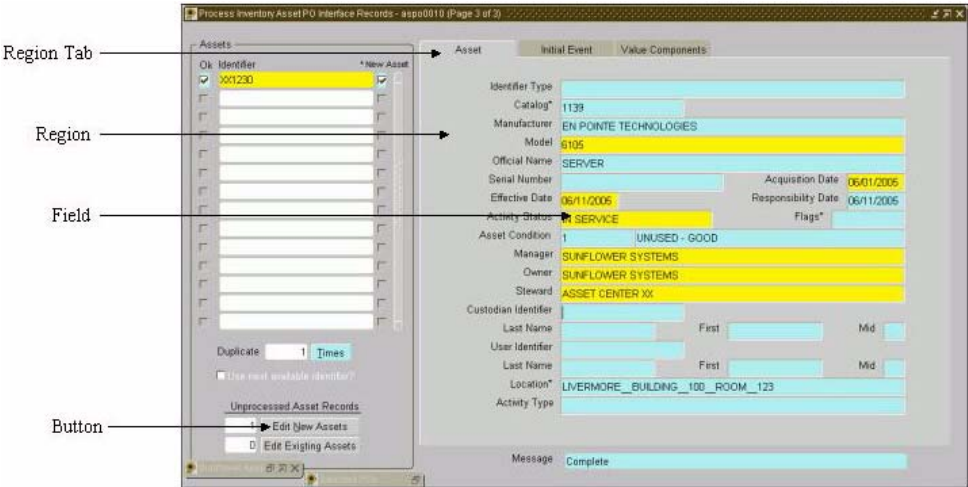 Process Inventory Asset PO Interface Records - aspo0010 (Page 3 of 3)
Region Tab
Region
Field
Button
Assets
Ok Identifier *New Asset
XX1230
Duplicate 1 Times
Use next available identifier?
Unprocessed Asset Records
1 Edit New Assets
0 Edit Existing Assets
Asset Initial Event Value Components
Identifier Type
Catalog* 1139
Manufacturer EN POINTE TECHNOLOGIES
Model 6105
Official Name SERVER
Serial Number Acquisition Date 06/01/2005
Effective Date 06/11/2005 Responsibility Date 06/11/2005
Activity Status IN SERVICE Flags*
Asset Condition 1 UNUSED - GOOD
Manager SUNFLOWER SYSTEMS
Owner SUNFLOWER SYSTEMS
Steward ASSET CENTER XX
Custodian Identifier
Last Name First Mid
User Identifier
Last Name First Mid
Location* LIVERMORE__BUILDING__100__ROOM__123
Activity Type
Message Complete